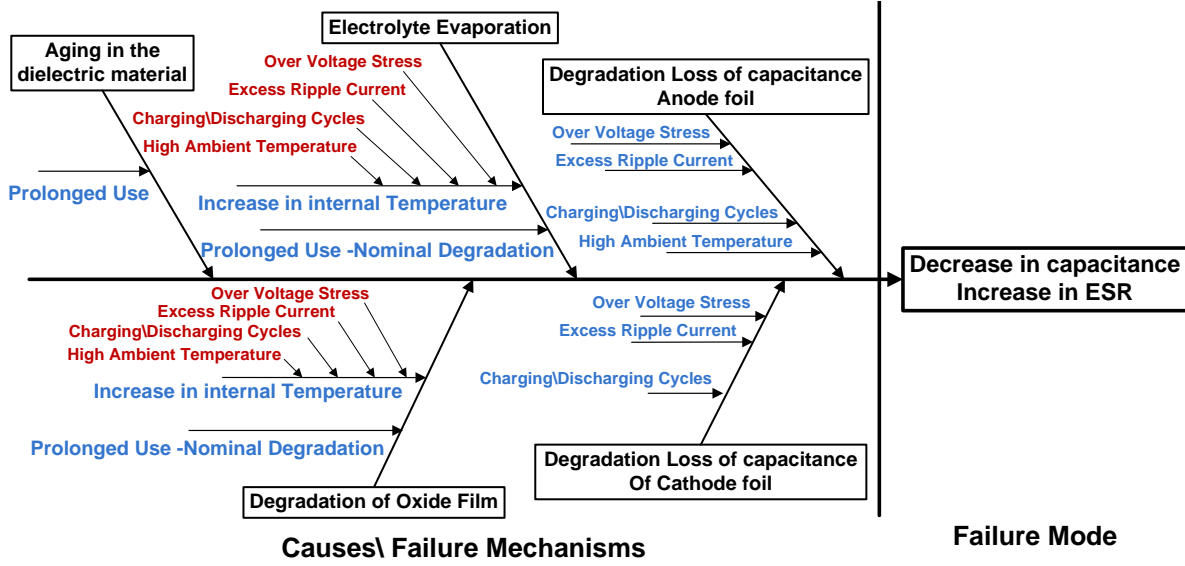 Aging in the
dielectric material
Prolonged Use
Electrolyte Evaporation
Over Voltage Stress
Excess Ripple Current
Charging\Discharging Cycles
High Ambient Temperature
Increase in internal Temperature
Prolonged Use -Nominal Degradation
Degradation Loss of capacitance
Anode foil
Over Voltage Stress
Excess Ripple Current
Charging\Discharging Cycles
High Ambient Temperature
Decrease in capacitance
Increase in ESR
Over Voltage Stress
Excess Ripple Current
Charging\Discharging Cycles
High Ambient Temperature
Increase in internal Temperature
Prolonged Use -Nominal Degradation
Degradation of Oxide Film
Over Voltage Stress
Excess Ripple Current
Charging\Discharging Cycles
Degradation Loss of capacitance
Of Cathode foil
Causes\ Failure Mechanisms
Failure Mode